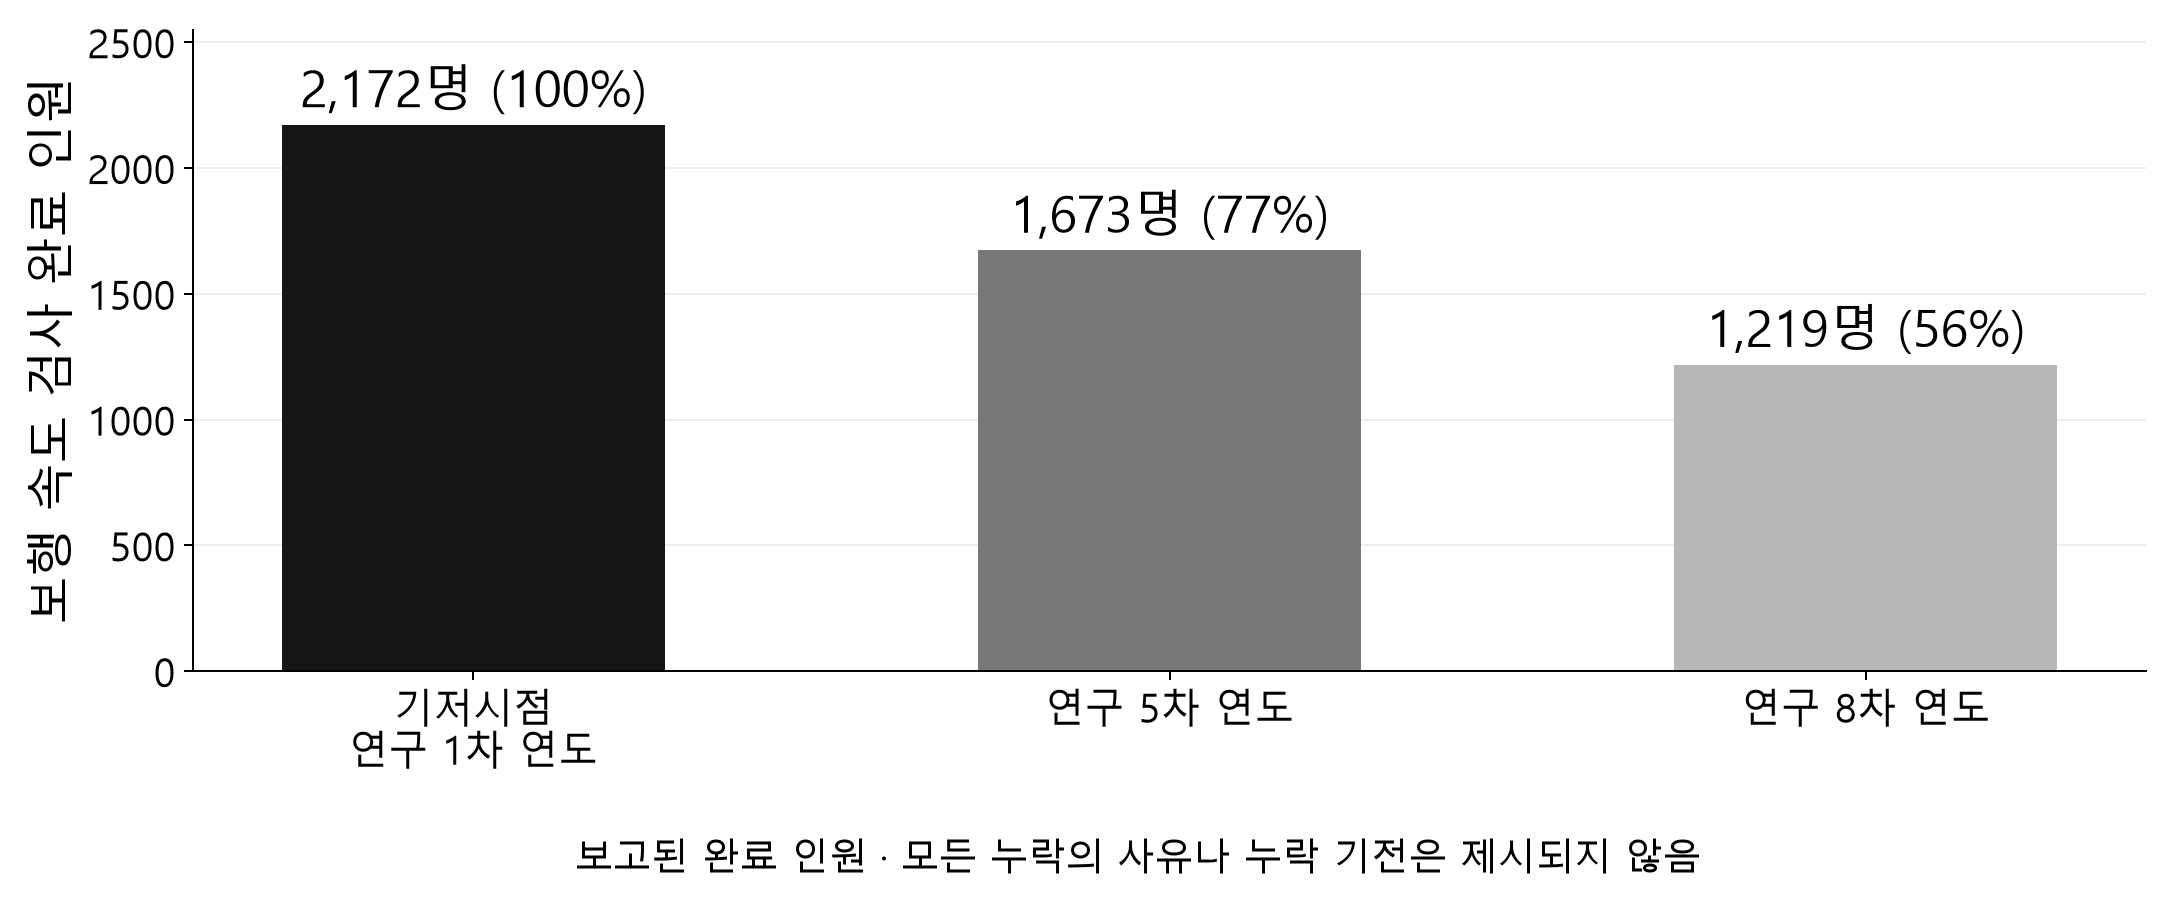 보행 속도 검사 완료 인원
2500
2000
1500
1000
500
0
2,172명 (100%)
1,673명 (77%)
1,219명 (56%)
기저시점
연구 1차 연도
연구 5차 연도
연구 8차 연도
보고된 완료 인원 · 모든 누락의 사유나 누락 기전은 제시되지 않음